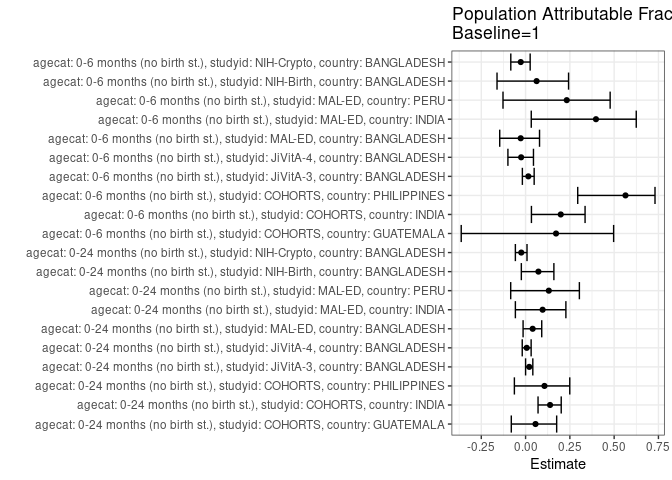 Population Attributable Frac
Baseline=1
agecat: 0-6 months (no birth st.), studyid: NIH-Crypto, country: BANGLADESH
agecat: 0-6 months (no birth st.), studyid: NIH-Birth, country: BANGLADESH
agecat: 0-6 months (no birth st.), studyid: MAL-ED, country: PERU
agecat: 0-6 months (no birth st.), studyid: MAL-ED, country: INDIA
agecat: 0-6 months (no birth st.), studyid: MAL-ED, country: BANGLADESH
agecat: 0-6 months (no birth st.), studyid: JiVitA-4, country: BANGLADESH
agecat: 0-6 months (no birth st.), studyid: JiVitA-3, country: BANGLADESH
agecat: 0-6 months (no birth st.), studyid: COHORTS, country: PHILIPPINES
agecat: 0-6 months (no birth st.), studyid: COHORTS, country: INDIA
agecat: 0-6 months (no birth st.), studyid: COHORTS, country: GUATEMALA
agecat: 0-24 months (no birth st.), studyid: NIH-Crypto, country: BANGLADESH
agecat: 0-24 months (no birth st.), studyid: NIH-Birth, country: BANGLADESH
agecat: 0-24 months (no birth st.), studyid: MAL-ED, country: PERU
agecat: 0-24 months (no birth st.), studyid: MAL-ED, country: INDIA
agecat: 0-24 months (no birth st.), studyid: MAL-ED, country: BANGLADESH
agecat: 0-24 months (no birth st.), studyid: JiVitA-4, country: BANGLADESH
agecat: 0-24 months (no birth st.), studyid: JiVitA-3, country: BANGLADESH
agecat: 0-24 months (no birth st.), studyid: COHORTS, country: PHILIPPINES
agecat: 0-24 months (no birth st.), studyid: COHORTS, country: INDIA
agecat: 0-24 months (no birth st.), studyid: COHORTS, country: GUATEMALA
-0.25 0.00 0.25 0.50 0.75
Estimate